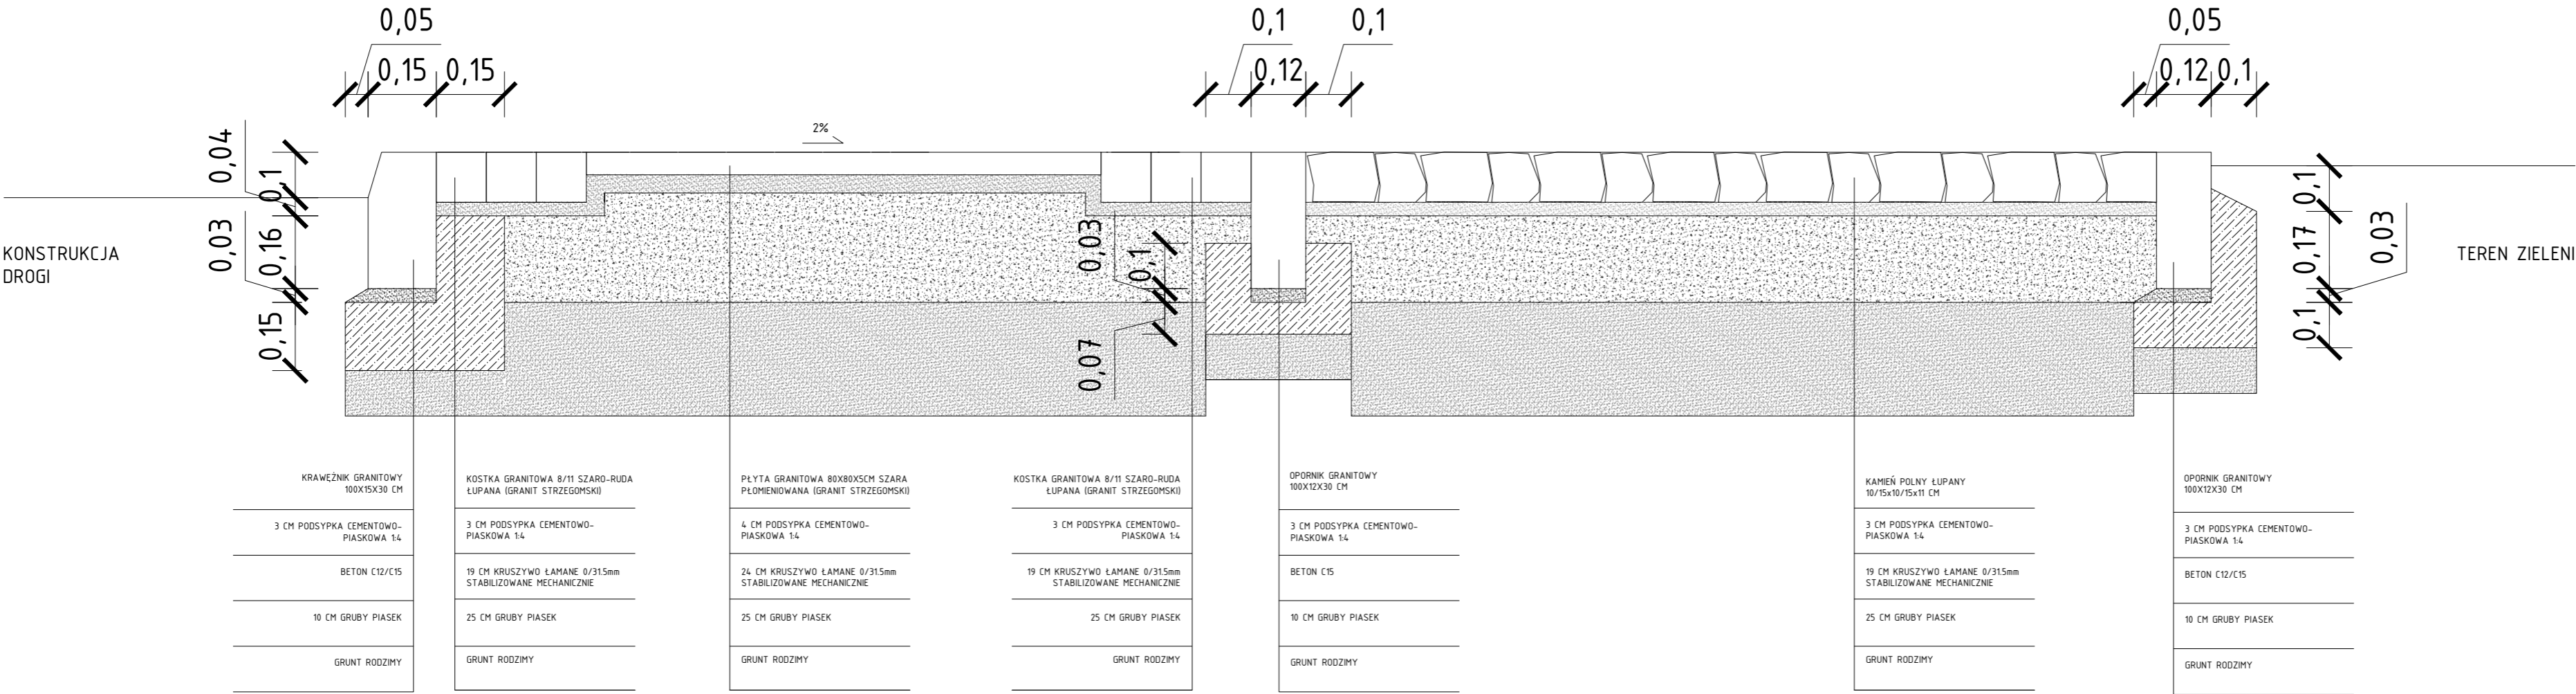 0,05
0,1
0,1
0,05
0,15
0,15
0,12
0,12
0,1
2%
0,04
0,1
0,03
0,16
0,15
0,03
0,1
0,07
0,1
0,17
0,03
0,1
KONSTRUKCJA
DROGI
TEREN ZIELENI
KRAWĘŻNIK GRANITOWY
100X15X30 CM
3 CM PODSYPKA CEMENTOWO-
PIASKOWA 1:4
BETON C12/C15
10 CM GRUBY PIASEK
GRUNT RODZIMY
KOSTKA GRANITOWA 8/11 SZARO-RUDA
ŁUPANA (GRANIT STRZEGOMSKI)
3 CM PODSYPKA CEMENTOWO-
PIASKOWA 1:4
19 CM KRUSZYWO ŁAMANE 0/31.5mm
STABILIZOWANE MECHANICZNIE
25 CM GRUBY PIASEK
GRUNT RODZIMY
PŁYTA GRANITOWA 80X80X5CM SZARA
PŁOMIENIOWANA (GRANIT STRZEGOMSKI)
4 CM PODSYPKA CEMENTOWO-
PIASKOWA 1:4
24 CM KRUSZYWO ŁAMANE 0/31.5mm
STABILIZOWANE MECHANICZNIE
25 CM GRUBY PIASEK
GRUNT RODZIMY
KOSTKA GRANITOWA 8/11 SZARO-RUDA
ŁUPANA (GRANIT STRZEGOMSKI)
3 CM PODSYPKA CEMENTOWO-
PIASKOWA 1:4
19 CM KRUSZYWO ŁAMANE 0/31.5mm
STABILIZOWANE MECHANICZNIE
25 CM GRUBY PIASEK
GRUNT RODZIMY
OPORNIK GRANITOWY
100X12X30 CM
3 CM PODSYPKA CEMENTOWO-
PIASKOWA 1:4
BETON C15
10 CM GRUBY PIASEK
GRUNT RODZIMY
KAMIEŃ POLNY ŁUPANY
10/15x10/15x11 CM
3 CM PODSYPKA CEMENTOWO-
PIASKOWA 1:4
19 CM KRUSZYWO ŁAMANE 0/31.5mm
STABILIZOWANE MECHANICZNIE
25 CM GRUBY PIASEK
GRUNT RODZIMY
OPORNIK GRANITOWY
100X12X30 CM
3 CM PODSYPKA CEMENTOWO-
PIASKOWA 1:4
BETON C12/C15
10 CM GRUBY PIASEK
GRUNT RODZIMY